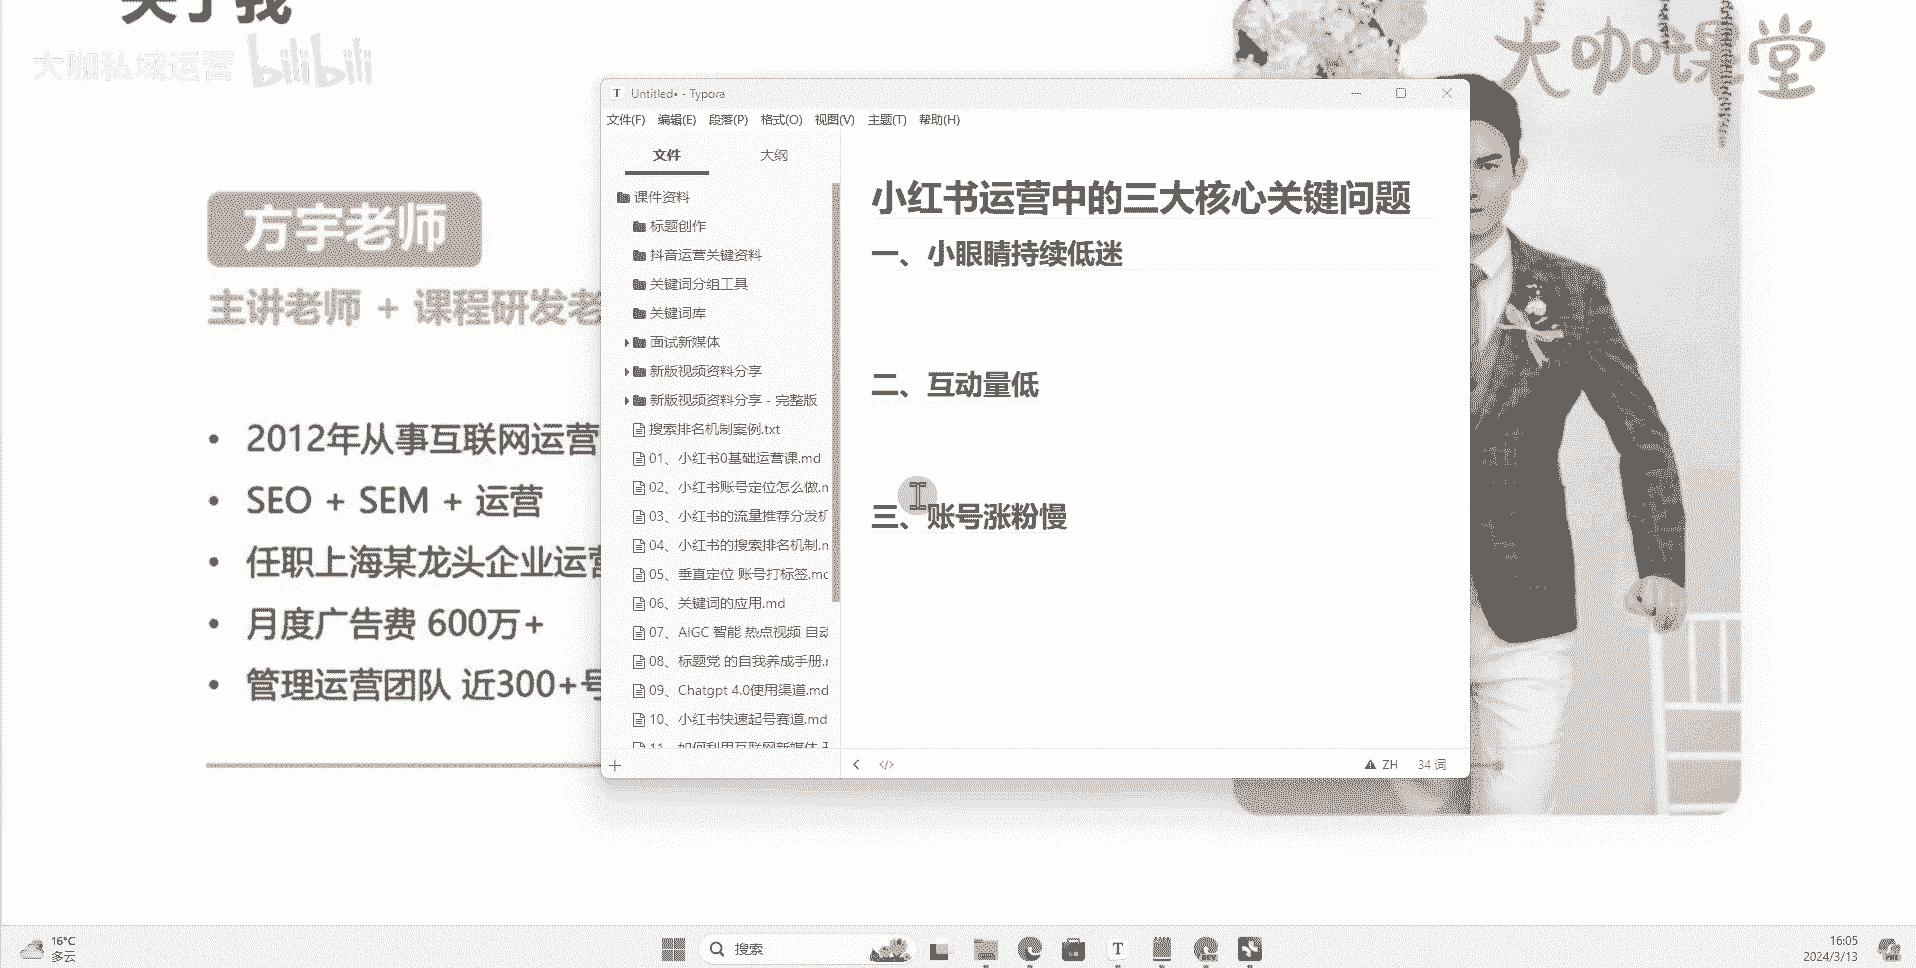 关于我
大咖私域运营 bilibili
大咖课堂
方宇老师
主讲老师 + 课程研发老
2012年从事互联网运营
SEO + SEM + 运营
任职上海某龙头企业运营
月度广告费 600万+
管理运营团队 近300+号
Untitled• - Typora
文件(F) 编辑(E) 段落(P) 格式(O) 视图(V) 主题(T) 帮助(H)
文件 大纲
课件资料
标题创作
抖音运营关键资料
关键词分组工具
关键词库
面试新媒体
新版视频资料分享
新版视频资料分享 - 完整版
搜索排名机制案例.txt
01、小红书0基础运营课.md
02、小红书账号定位怎么做.m
03、小红书的流量推荐分发机
04、小红书的搜索排名机制.m
05、垂直定位 账号打标签.md
06、关键词的应用.md
07、AIGC 智能 热点视频 自动
08、标题党 的自我养成手册.m
09、Chatgpt 4.0使用渠道.md
10、小红书快速起号赛道.md
11、如何利用互联网新媒体
小红书运营中的三大核心关键问题
一、小眼睛持续低迷
二、互动量低
三、账号涨粉慢
ZH 34 词
16°C
多云
搜索
DEV
16:05
2024/3/13
PRE